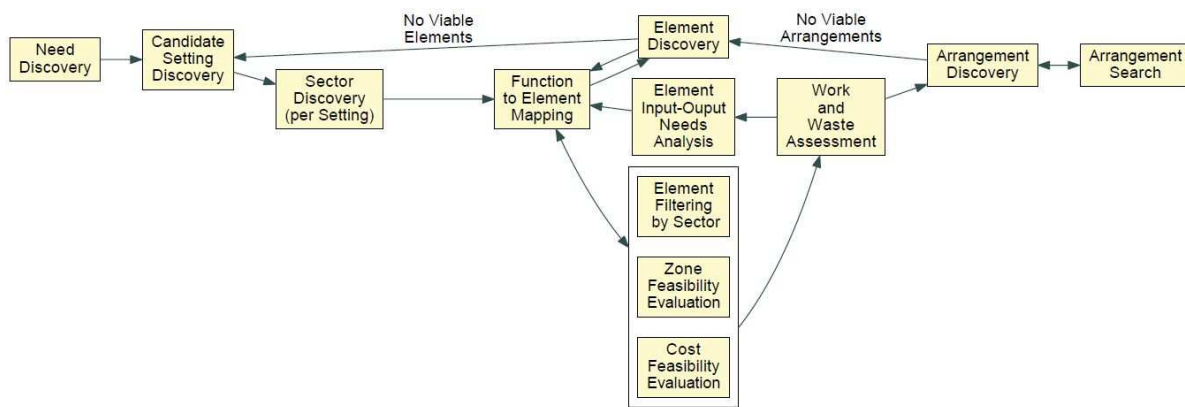 Need
Discovery
Candidate
Setting
Discovery
Sector
Discovery
(per Setting)
No Viable
Elements
Function
to Element
Mapping
Element
Discovery
Element
Input-Ouput
Needs
Analysis
Element
Filtering
by Sector
Zone
Feasibility
Evaluation
Cost
Feasibility
Evaluation
No Viable
Arrangements
Work
and
Waste
Assessment
Arrangement
Discovery
Arrangement
Search